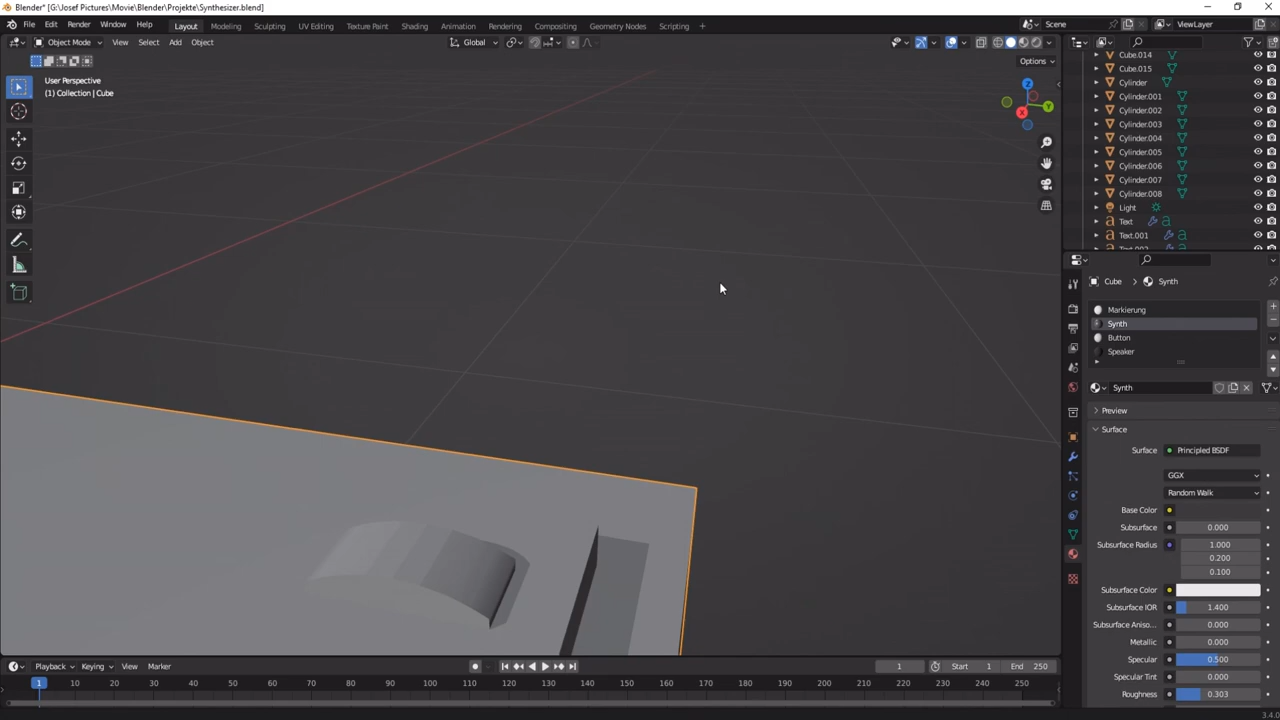 Blender* [G:\Josef Pictures\Movie\Blender\Projekte\Synthesizer.blend]
File Edit Render Window Help Layout Modeling Sculpting UV Editing Texture Paint Shading Animation Rendering Compositing Geometry Nodes Scripting + Scene ViewLayer
Object Mode View Select Add Object Global
Options
User Perspective
(1) Collection | Cube
Z
Y
X
Cube.014
Cube.015
Cylinder
Cylinder.001
Cylinder.002
Cylinder.003
Cylinder.004
Cylinder.005
Cylinder.006
Cylinder.007
Cylinder.008
Light
Text
Text.001
Cube > Synth
Markierung
Synth
Button
Speaker
Synth
Preview
Surface
Surface Principled BSDF
GGX
Random Walk
Base Color
Subsurface 0.000
Subsurface Radius 1.000
0.200
0.100
Subsurface Color
Subsurface IOR 1.400
Subsurface Aniso... 0.000
Metallic 0.000
Specular 0.500
Specular Tint 0.000
Roughness 0.303
Playback Keying View Marker 1 Start 1 End 250
1 10 20 30 40 50 60 70 80 90 100 110 120 130 140 150 160 170 180 190 200 210 220 230 240 250
3.4.0